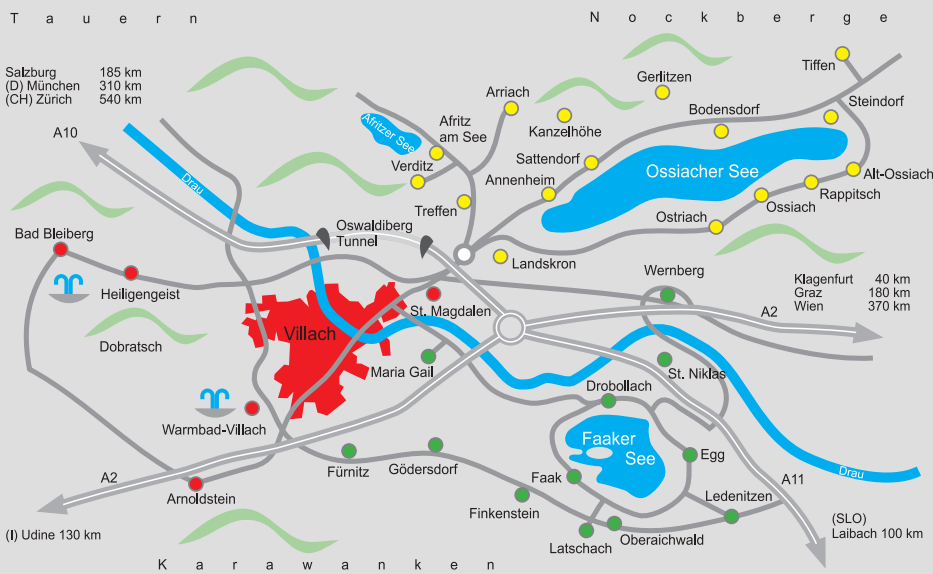 T a u e r n
N o c k b e r g e
Salzburg 185 km
(D) München 310 km
(CH) Zürich 540 km
A10
Drau
Afritzer See
Afritz
am See
Arriach
Verditz
Treffen
Kanzelhöhe
Gerlitzen
Tiffen
Steindorf
Bodensdorf
Sattendorf
Annenheim
Ossiacher See
Alt-Ossiach
Rappitsch
Ossiach
Ostriach
Landskron
Oswaldiberg
Tunnel
Bad Bleiberg
Heiligengeist
Dobratsch
Villach
St. Magdalen
Wernberg
Klagenfurt 40 km
Graz 180 km
Wien 370 km
A2
Maria Gail
St. Niklas
Drobollach
Warmbad-Villach
Faaker
See
Egg
Fürnitz
Gödersdorf
Faak
A2
Arnoldstein
Finkenstein
Ledenitzen
A11
Drau
Latschach
Oberaichwald
(I) Udine 130 km
(SLO)
Laibach 100 km
K a r a w a n k e n